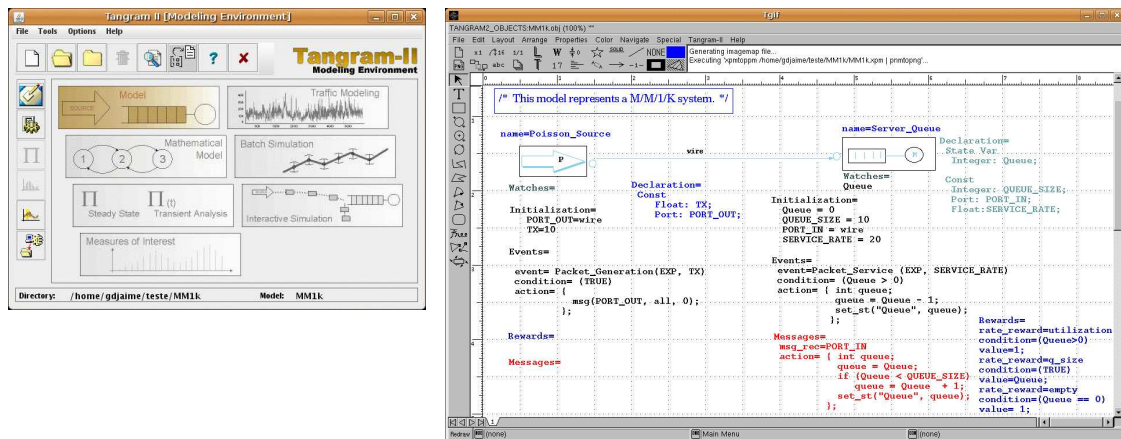 Tangram II [Modeling Environment]
File Tools Options Help
Tangram-II
Modeling Environment
Model
SOURCE
Traffic Modeling
Mathematical
Model
1 2 3
Batch Simulation
Π Π(t)
Steady State Transient Analysis
Interactive Simulation
Measures of Interest
Directory: /home/gdjaime/teste/MM1k Model: MM1k
Tgif
TANGRAM2_OBJECTS:MM1k.obj (100%)
File Edit Layout Arrange Properties Color Navigate Special Tangram-II Help
Generating imagemap file...
Executing 'xpmtoppm /home/gdjaime/teste/MM1k/MM1k.xpm | pnmtopng'...
NONE
/* This model represents a M/M/1/K system. */
name=Poisson_Source
P
wire
Watches=
Declaration=
Const
Float: TX;
Port: PORT_OUT;
Initialization=
PORT_OUT=wire
TX=10
Events=
event= Packet_Generation(EXP, TX)
condition= (TRUE)
action= {
msg(PORT_OUT, all, 0);
};
Rewards=
Messages=
name=Server_Queue
Declaration=
State Var
Integer: Queue;
Const
Integer: QUEUE_SIZE;
Port: PORT_IN;
Float:SERVICE_RATE;
Watches=
Queue
Initialization=
Queue = 0
QUEUE_SIZE = 10
PORT_IN = wire
SERVICE_RATE = 20
Events=
event=Packet_Service (EXP, SERVICE_RATE)
condition= (Queue > 0)
action= { int queue;
queue = Queue - 1;
set_st("Queue", queue);
};
Messages=
msg_rec=PORT_IN
action= { int queue;
queue = Queue;
if (Queue < QUEUE_SIZE)
queue = Queue + 1;
set_st("Queue", queue);
};
Rewards=
rate_reward=utilization
condition=(Queue>0)
value=1;
rate_reward=q_size
condition=(TRUE)
value=Queue;
rate_reward=empty
condition=(Queue == 0)
value= 1;
Redraw (none) Main Menu (none)